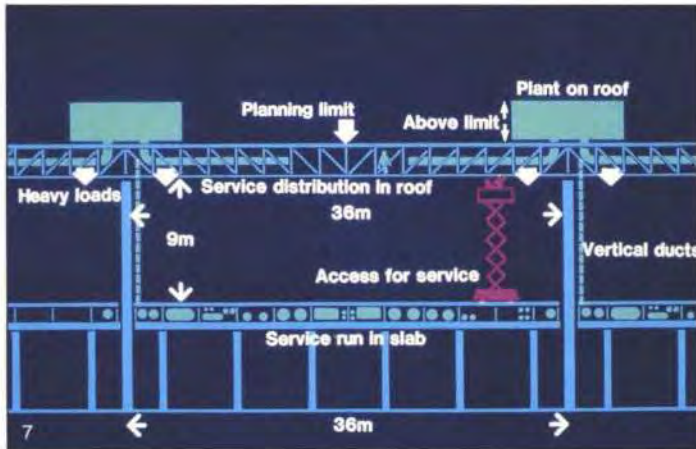 Plant on roof
Planning limit
Above limit
Heavy loads
Service distribution in roof
36m
9m
Vertical ducts
Access for service
Service run in slab
36m
7